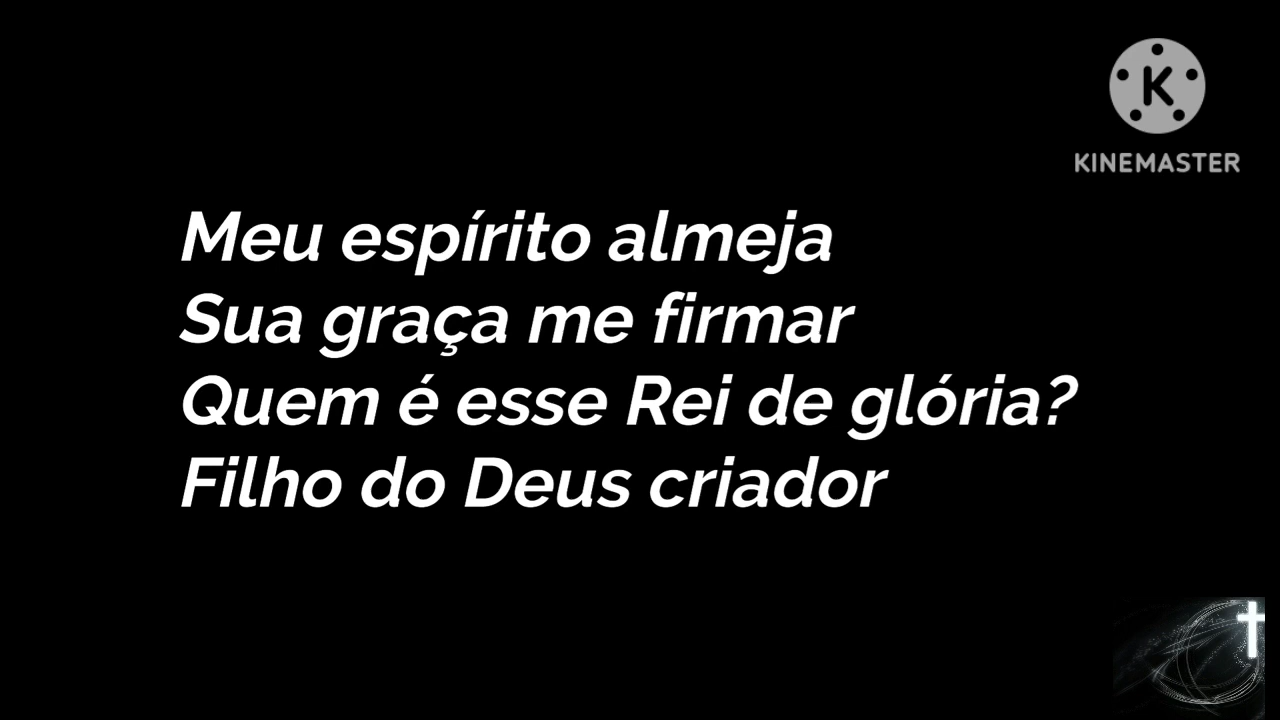 KINEMASTER
Meu espírito almeja
Sua graça me firmar
Quem é esse Rei de glória?
Filho do Deus criador